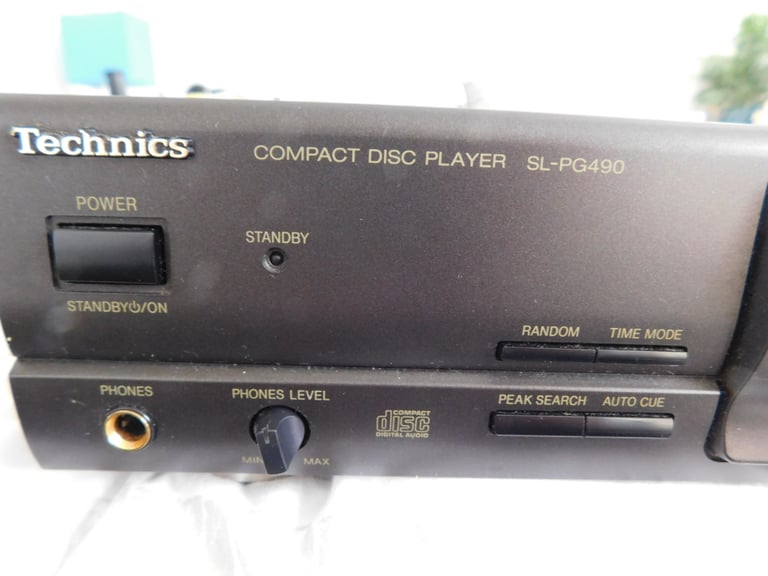 Technics
COMPACT DISC PLAYER SL-PG490
POWER
STANDBY
STANDBY⏻/ON
RANDOM TIME MODE
PHONES
PHONES LEVEL
PEAK SEARCH AUTO CUE
COMPACT
disc
DIGITAL AUDIO
MIN MAX